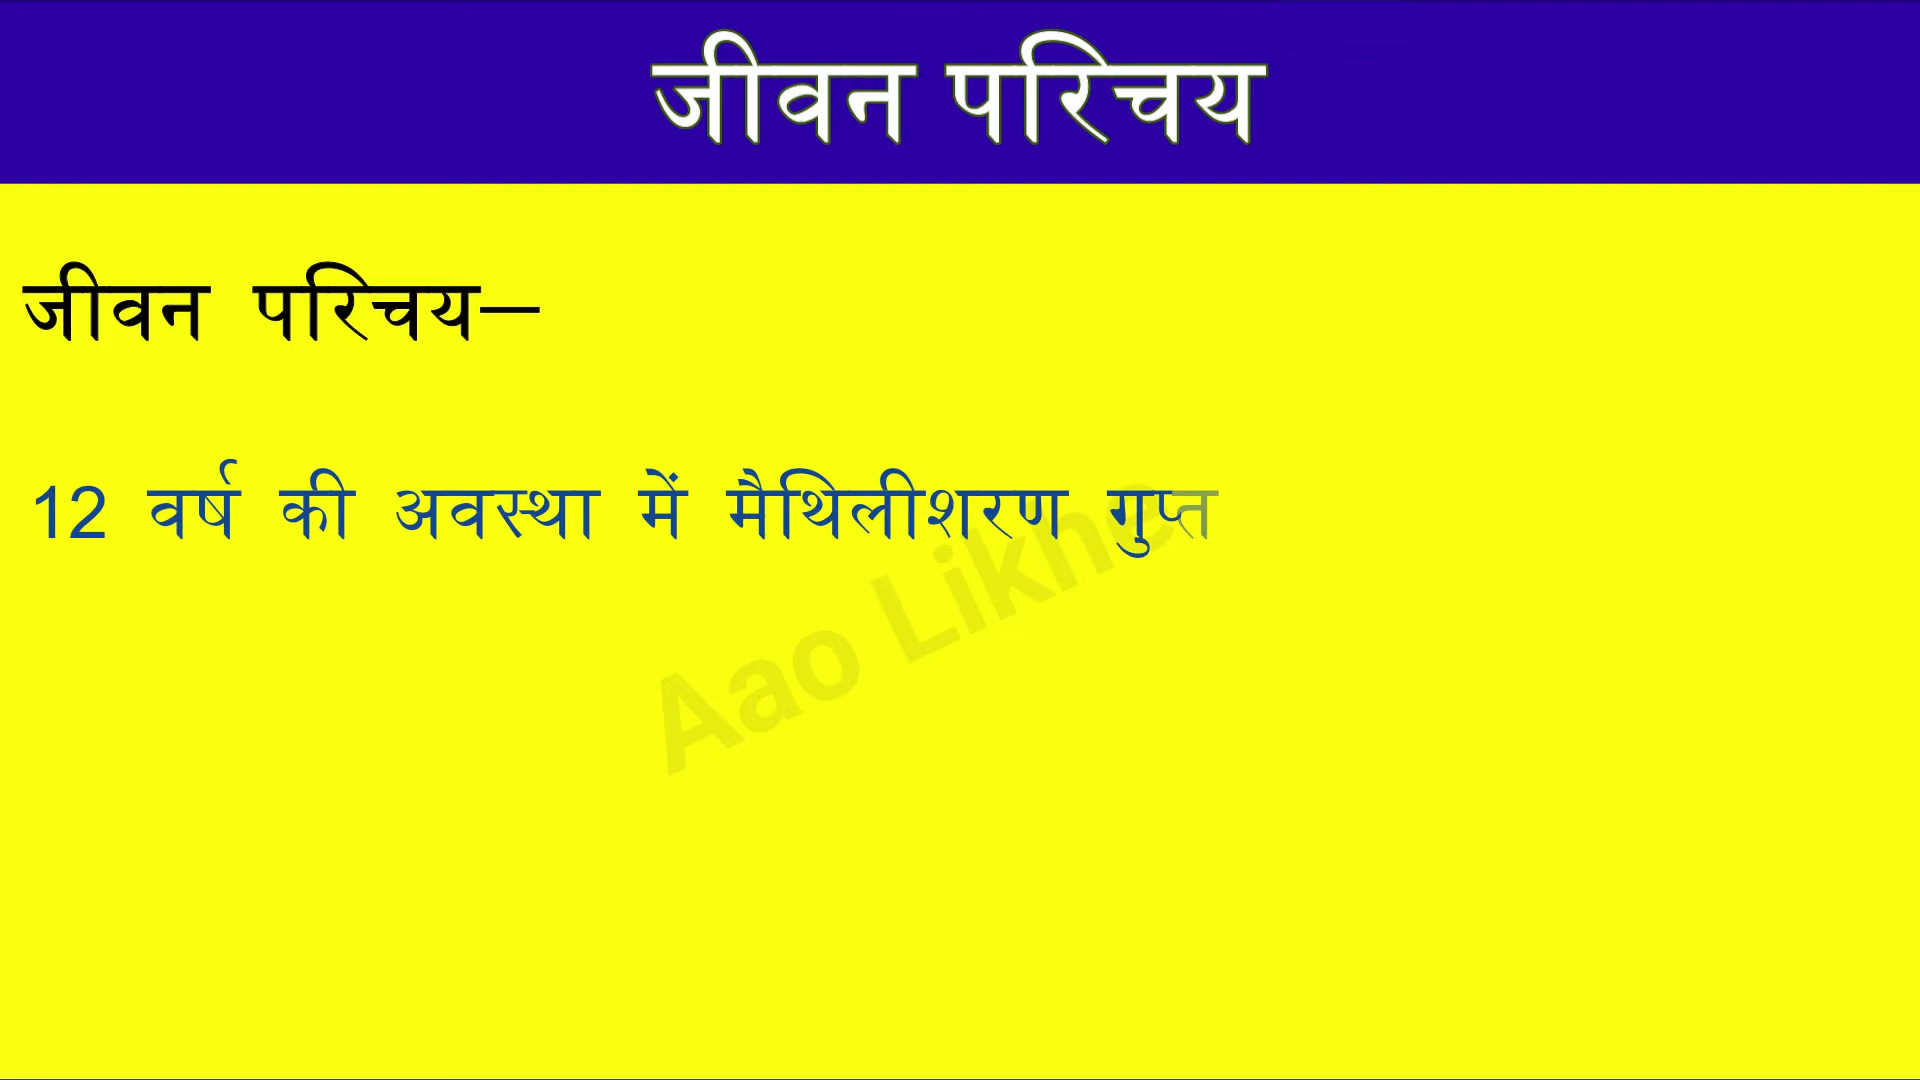 जीवन परिचय
जीवन परिचय–
12 वर्ष की अवस्था में मैथिलीशरण गुप्त
Aao Likhe